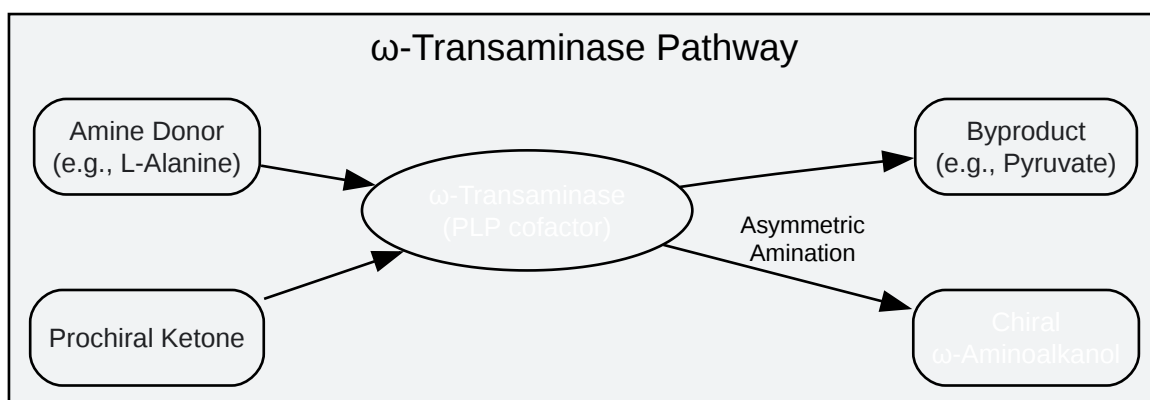 ω-Transaminase Pathway
Amine Donor
(e.g., L-Alanine)
Prochiral Ketone
ω-Transaminase
(PLP cofactor)
Asymmetric
Amination
Byproduct
(e.g., Pyruvate)
Chiral
ω-Aminoalkanol